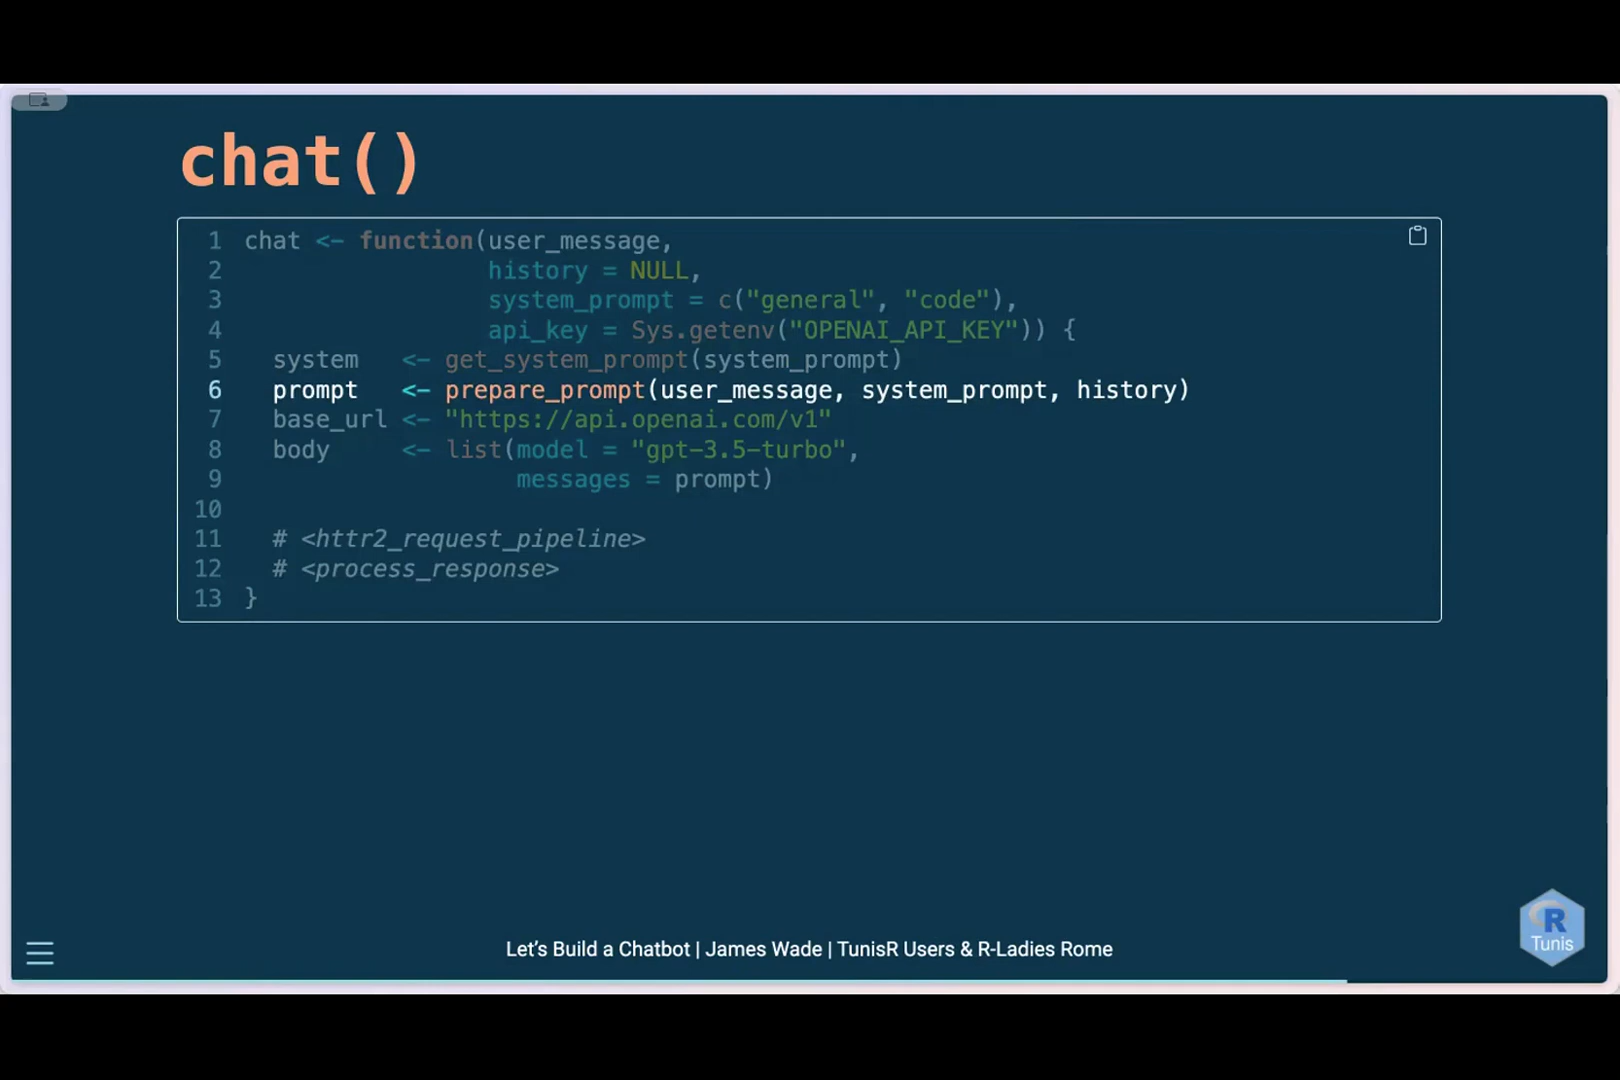 chat()
1 chat <- function(user_message,
2 history = NULL,
3 system_prompt = c("general", "code"),
4 api_key = Sys.getenv("OPENAI_API_KEY")) {
5 system <- get_system_prompt(system_prompt)
6 prompt <- prepare_prompt(user_message, system_prompt, history)
7 base_url <- "https://api.openai.com/v1"
8 body <- list(model = "gpt-3.5-turbo",
9 messages = prompt)
10
11 # <httr2_request_pipeline>
12 # <process_response>
13 }
Let’s Build a Chatbot | James Wade | TunisR Users & R-Ladies Rome
R
Tunis